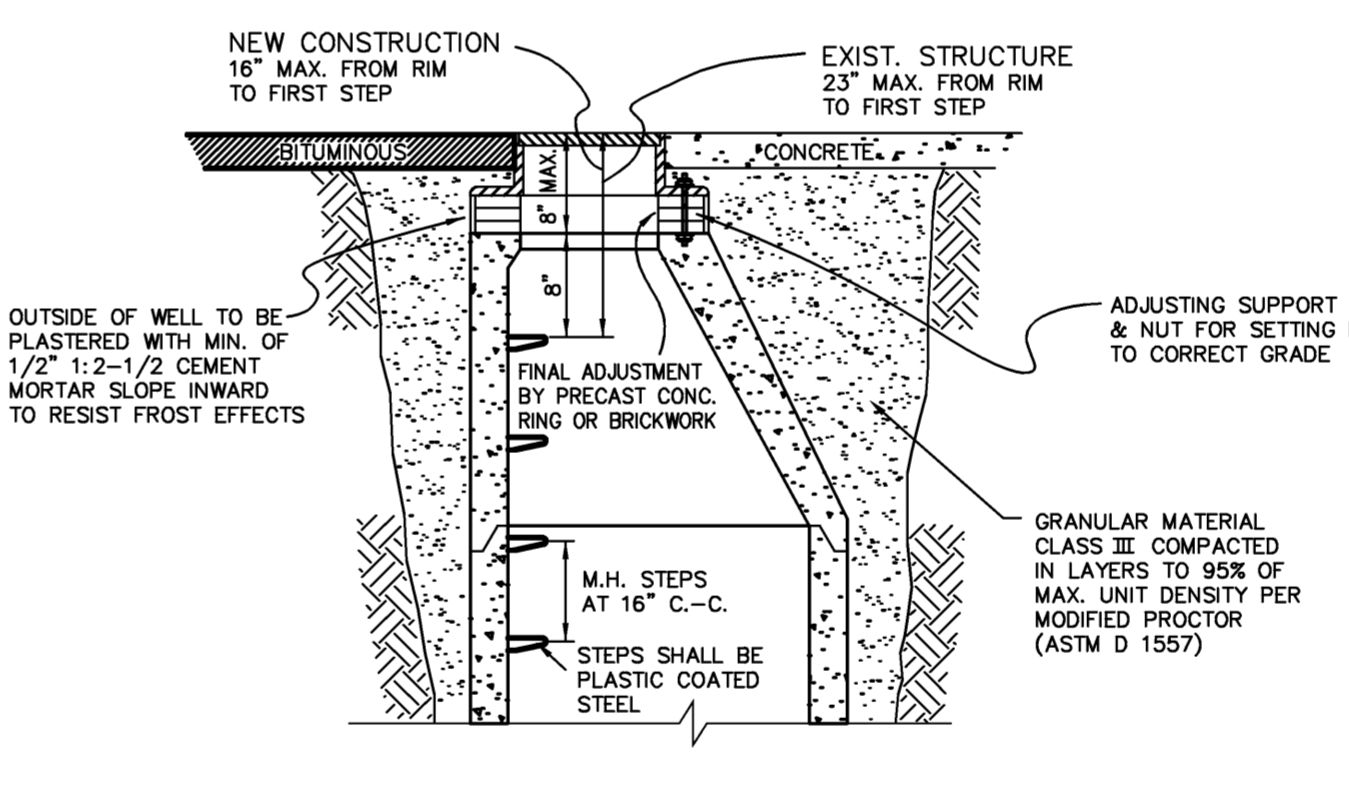 NEW CONSTRUCTION
16" MAX. FROM RIM
TO FIRST STEP
EXIST. STRUCTURE
23" MAX. FROM RIM
TO FIRST STEP
BITUMINOUS
CONCRETE
8" MAX.
8"
OUTSIDE OF WELL TO BE
PLASTERED WITH MIN. OF
1/2" 1:2-1/2 CEMENT
MORTAR SLOPE INWARD
TO RESIST FROST EFFECTS
ADJUSTING SUPPORT
& NUT FOR SETTING
TO CORRECT GRADE
FINAL ADJUSTMENT
BY PRECAST CONC.
RING OR BRICKWORK
GRANULAR MATERIAL
CLASS III COMPACTED
IN LAYERS TO 95% OF
MAX. UNIT DENSITY PER
MODIFIED PROCTOR
(ASTM D 1557)
M.H. STEPS
AT 16" C.-C.
STEPS SHALL BE
PLASTIC COATED
STEEL